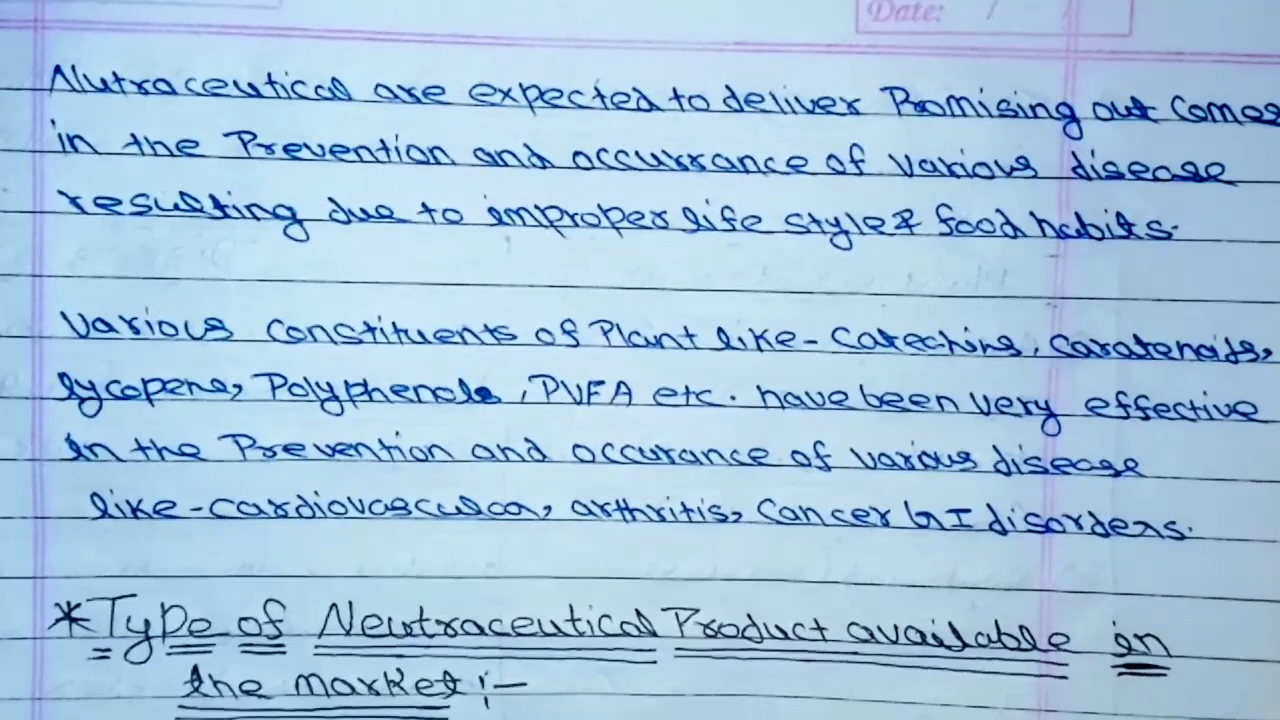 Date: / /
Nutraceutical are expected to deliver Promising out comes
in the Prevention and occurrance of various disease
resulting due to improper life style & food habits.
Various constituents of Plant like - Catechins, Caratenoids,
lycopene, Polyphenols, PUFA etc. have been very effective
in the Prevention and occurance of various disease
like - cardiovascular, arthritis, Cancer GI disorders.
*Type of Neutraceutical Product available in
the market :-